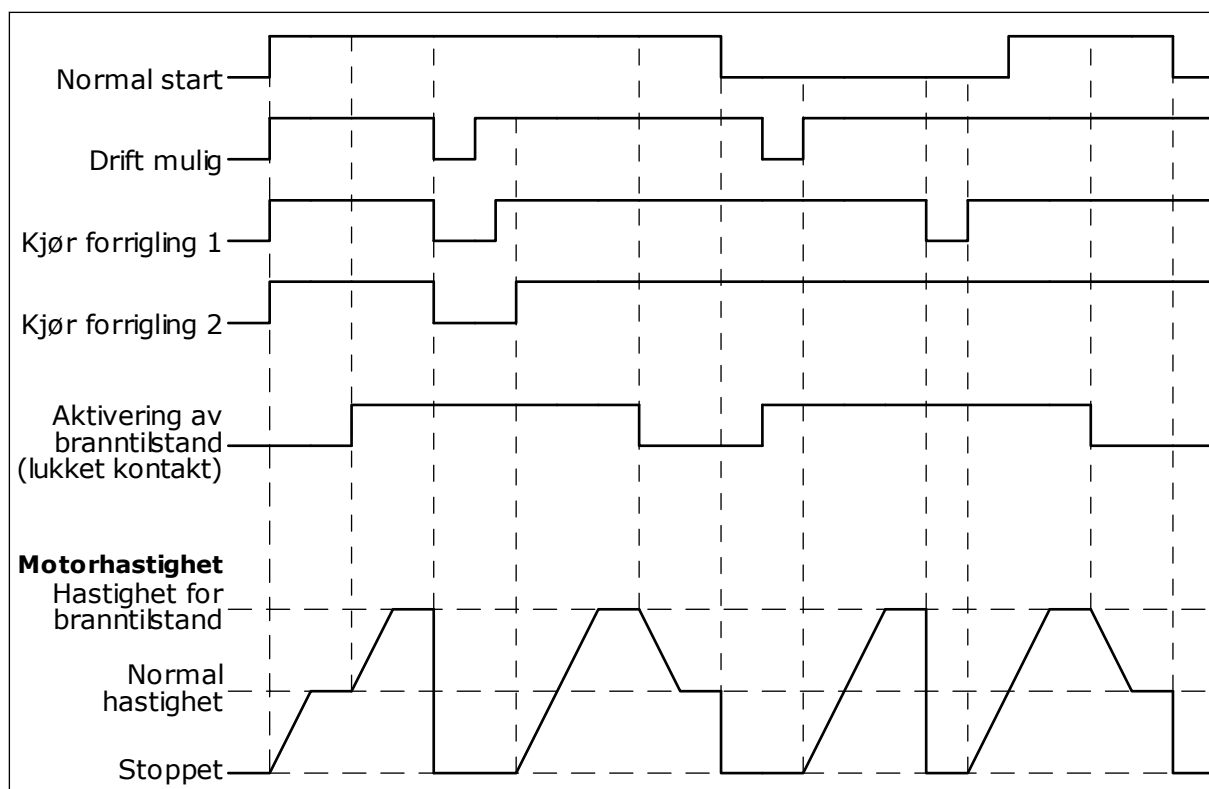 Normal start
Drift mulig
Kjør forrigling 1
Kjør forrigling 2
Aktivering av
branntilstand
(lukket kontakt)
Motorhastighet
Hastighet for
branntilstand
Normal
hastighet
Stoppet